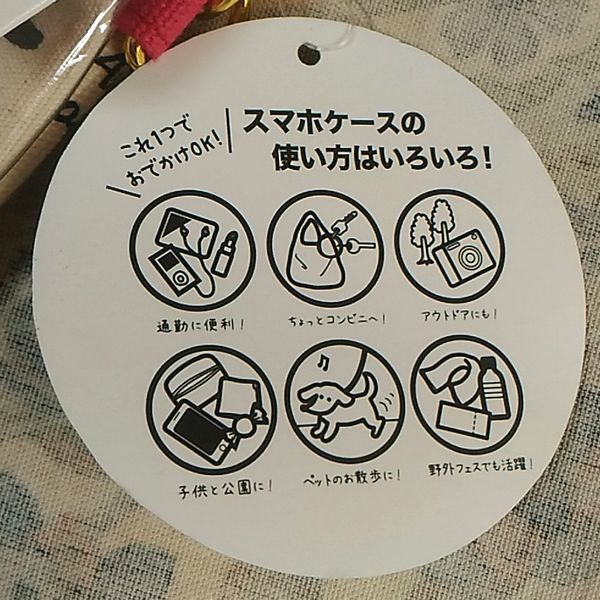 これ1つで
おでかけOK!
スマホケースの
使い方はいろいろ!
通勤に便利!
ちょっとコンビニへ!
アウトドアにも!
子供と公園に!
ペットのお散歩に!
野外フェスでも活躍!